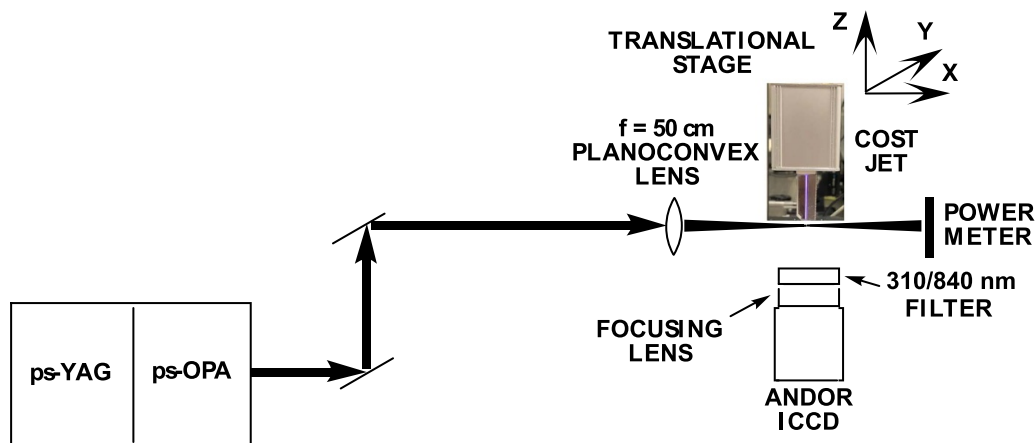 TRANSLATIONAL
STAGE
Z
Y
X
f = 50 cm
PLANOCONVEX
LENS
COST
JET
POWER
METER
310/840 nm
FILTER
FOCUSING
LENS
ps-YAG
ps-OPA
ANDOR
ICCD